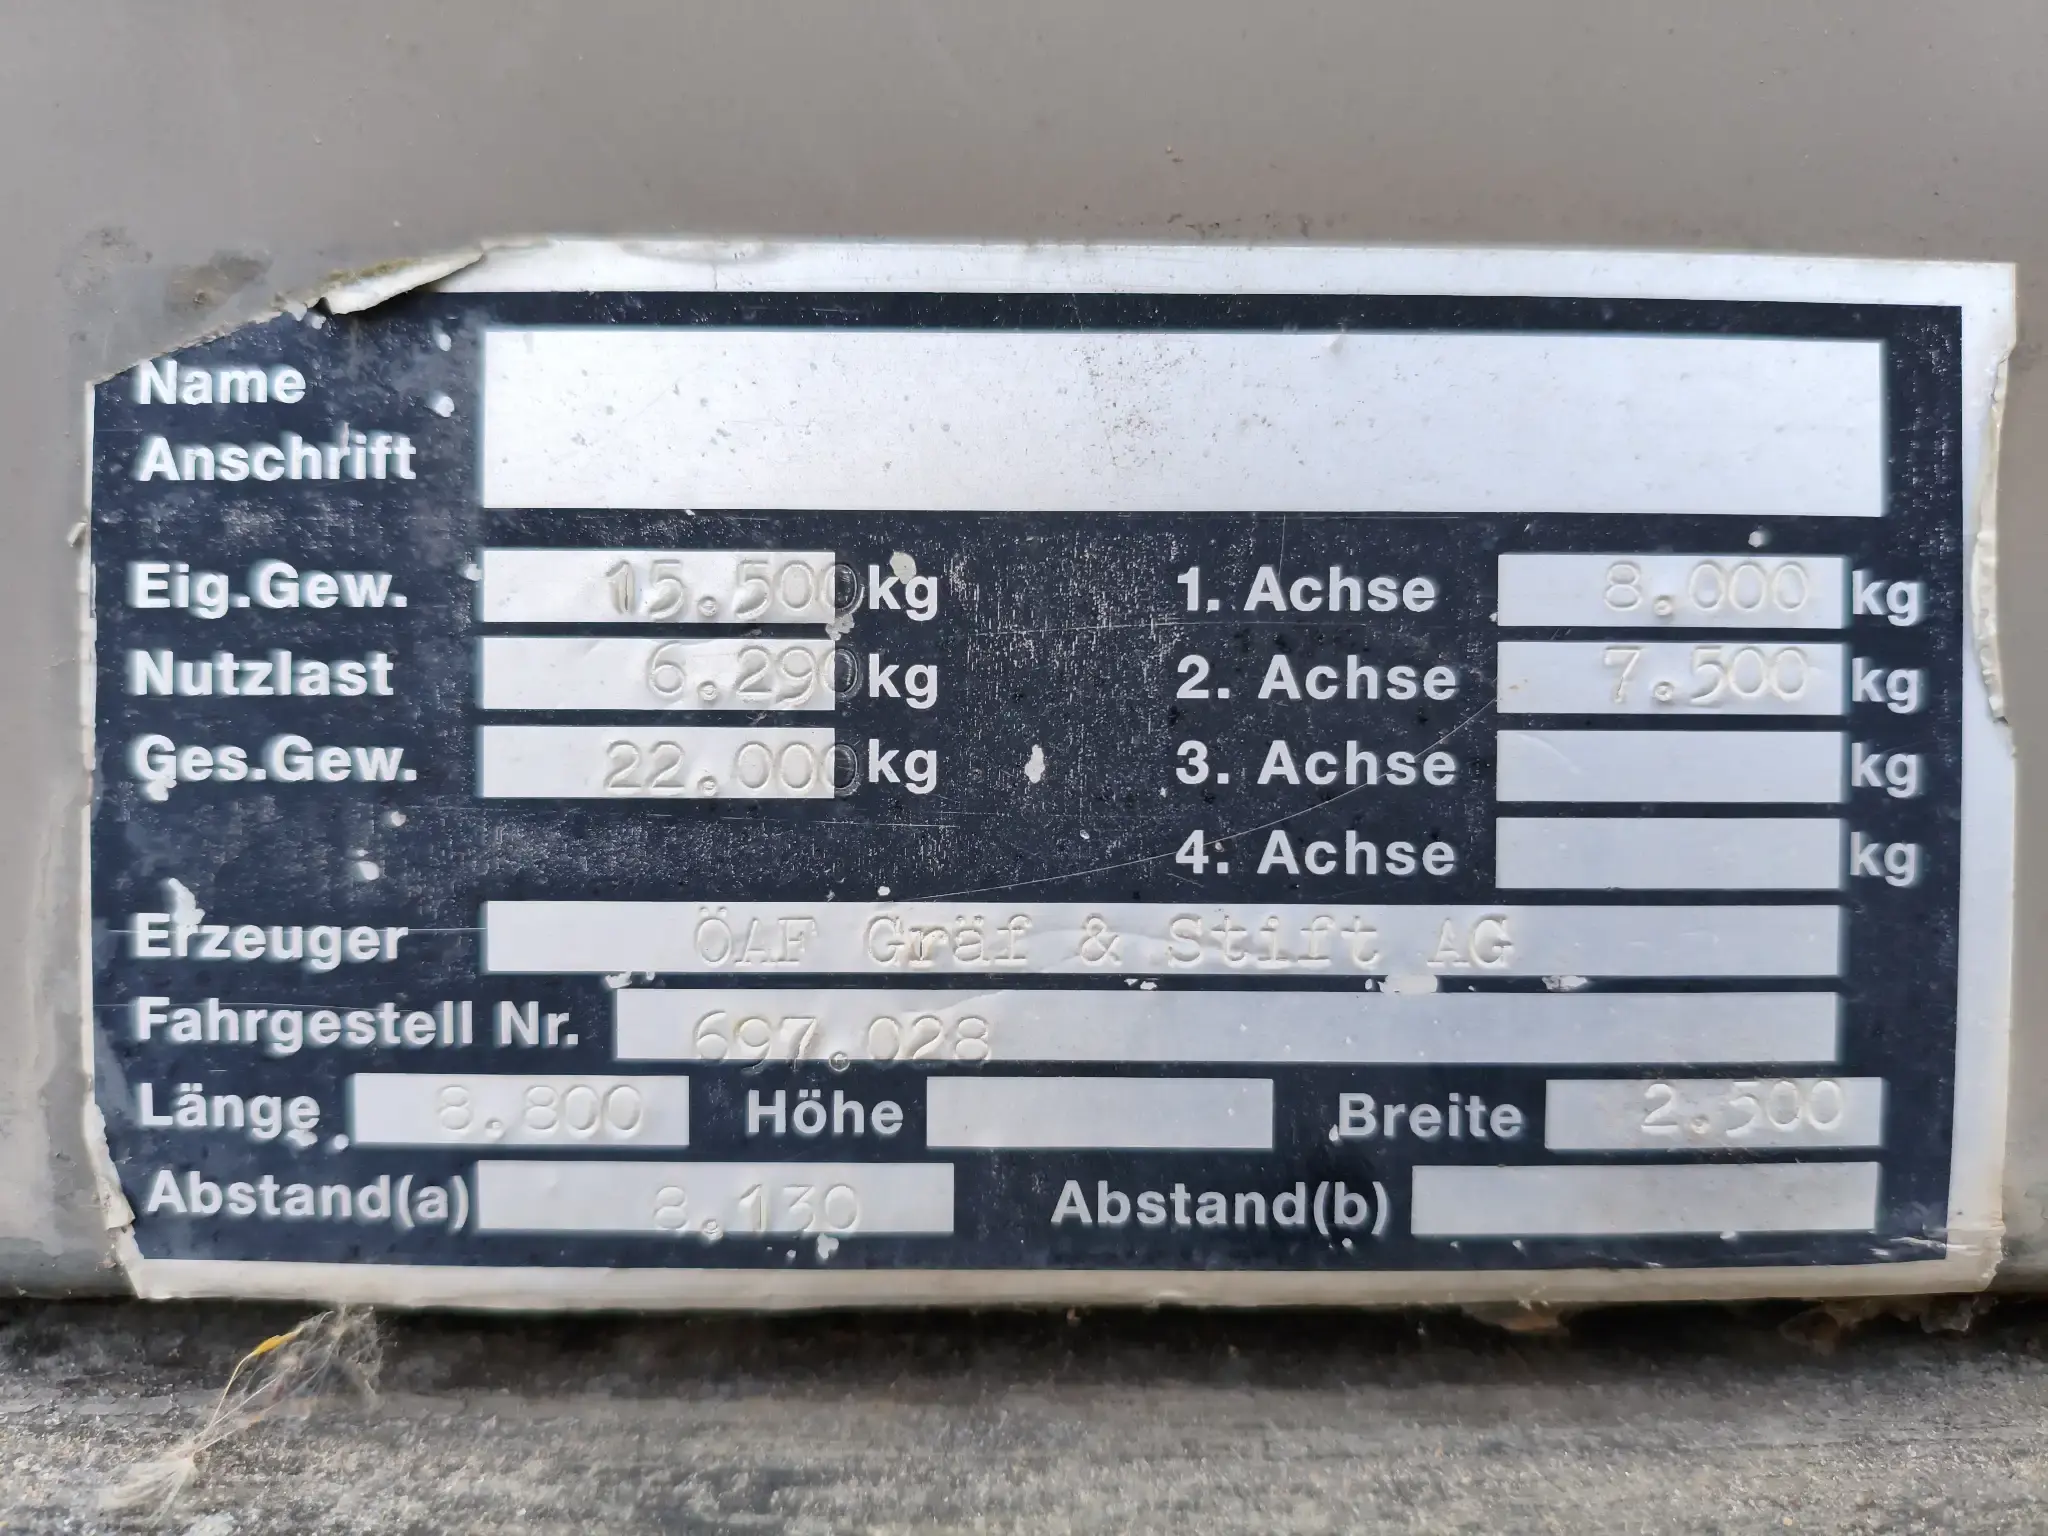 Name
Anschrift
Eig.Gew. 15.500 kg 1. Achse 8.000 kg
Nutzlast 6.290 kg 2. Achse 7.500 kg
Ges.Gew. 22.000 kg 3. Achse kg
4. Achse kg
Erzeuger ÖAF Gräf & Stift AG
Fahrgestell Nr. 697.028
Länge 8.800 Höhe Breite 2.500
Abstand(a) 8.130 Abstand(b)